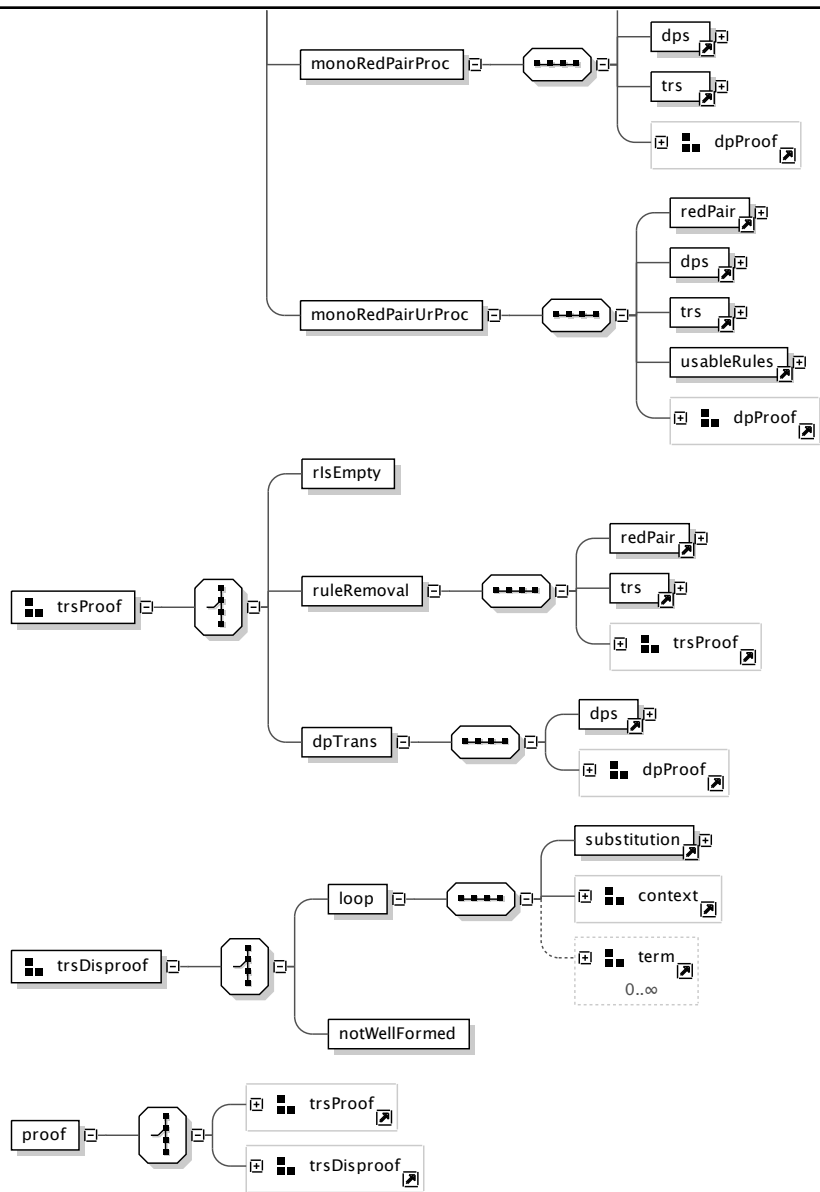 dps
monoRedPairProc
trs
dpProof
redPair
dps
monoRedPairUrProc
trs
usableRules
dpProof
rIsEmpty
redPair
trsProof
ruleRemoval
trs
trsProof
dps
dpTrans
dpProof
substitution
loop
context
trsDisproof
term
0..∞
notWellFormed
trsProof
proof
trsDisproof